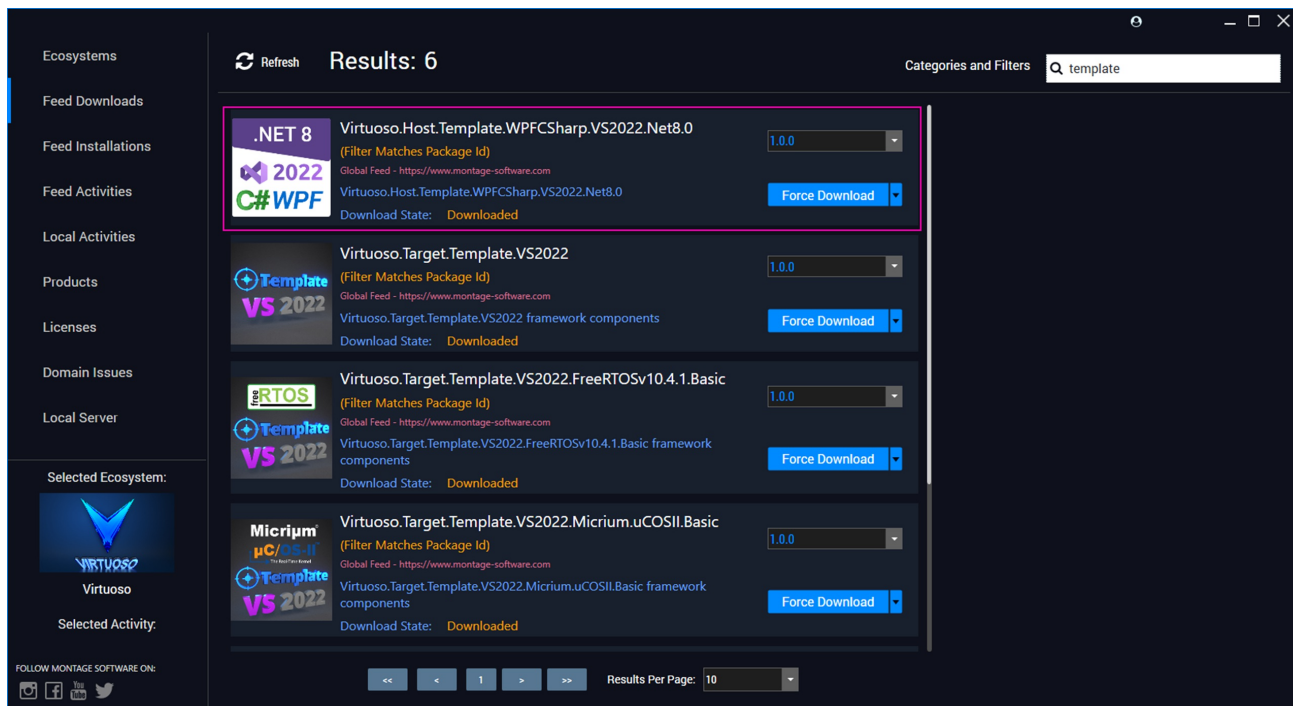 Ecosystems
Feed Downloads
Feed Installations
Feed Activities
Local Activities
Products
Licenses
Domain Issues
Local Server
Selected Ecosystem:
VIRTUOSO
Virtuoso
Selected Activity:
FOLLOW MONTAGE SOFTWARE ON:
You
Tube
Refresh
Results: 6
Categories and Filters
template
.NET 8
2022
C# WPF
Virtuoso.Host.Template.WPFCSharp.VS2022.Net8.0
(Filter Matches Package Id)
Global Feed - https://www.montage-software.com
Virtuoso.Host.Template.WPFCSharp.VS2022.Net8.0
Download State: Downloaded
1.0.0
Force Download
Template
VS 2022
Virtuoso.Target.Template.VS2022
(Filter Matches Package Id)
Global Feed - https://www.montage-software.com
Virtuoso.Target.Template.VS2022 framework components
Download State: Downloaded
1.0.0
Force Download
free RTOS
Template
VS 2022
Virtuoso.Target.Template.VS2022.FreeRTOSv10.4.1.Basic
(Filter Matches Package Id)
Global Feed - https://www.montage-software.com
Virtuoso.Target.Template.VS2022.FreeRTOSv10.4.1.Basic framework
components
Download State: Downloaded
1.0.0
Force Download
Micriµm
µC/OS-II
The Real-Time Kernel
Template
VS 2022
Virtuoso.Target.Template.VS2022.Micrium.uCOSII.Basic
(Filter Matches Package Id)
Global Feed - https://www.montage-software.com
Virtuoso.Target.Template.VS2022.Micrium.uCOSII.Basic framework
components
Download State: Downloaded
1.0.0
Force Download
<< < 1 > >>
Results Per Page: 10